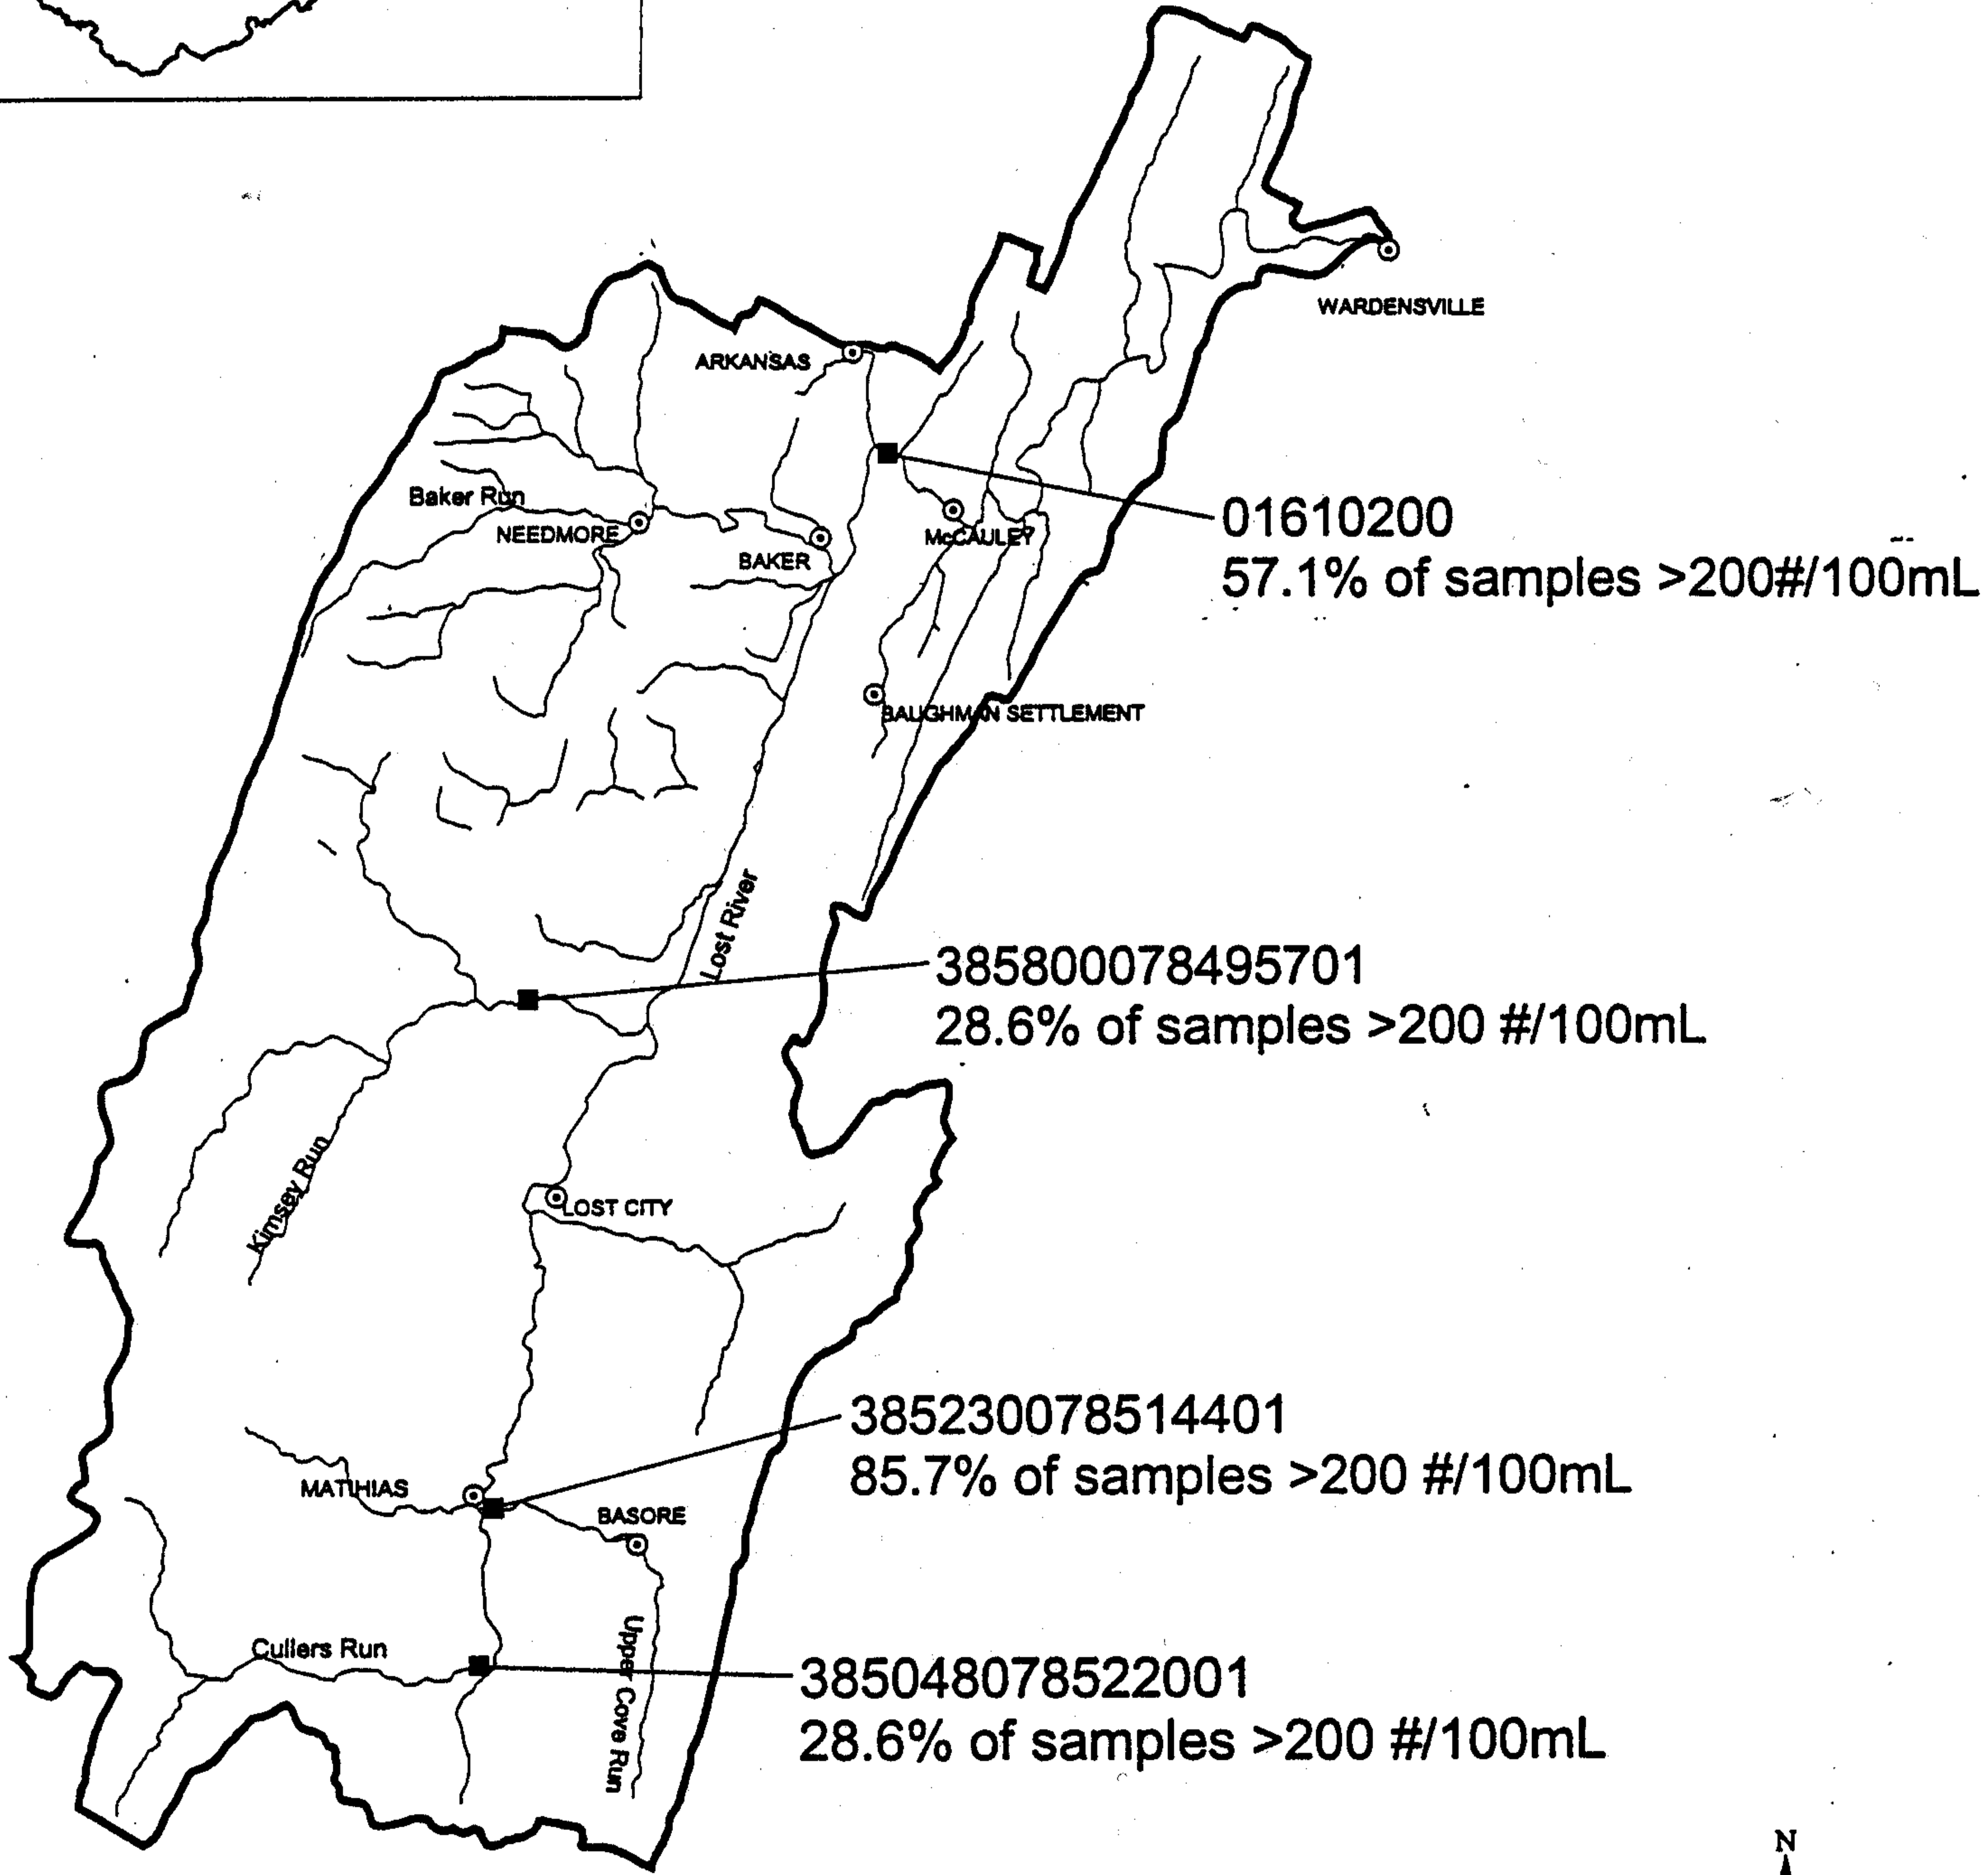 WARDENSVILLE
ARKANSAS
Baker Run
NEEDMORE
BAKER
McCAULEY
01610200
57.1% of samples >200#/100mL
BAUGHMAN SETTLEMENT
Lost River
385800078495701
28.6% of samples >200 #/100mL
Kimsey Run
LOST CITY
385230078514401
85.7% of samples >200 #/100mL
MATHIAS
BASORE
Cullers Run
Upper Cove Run
385048078522001
28.6% of samples >200 #/100mL
N